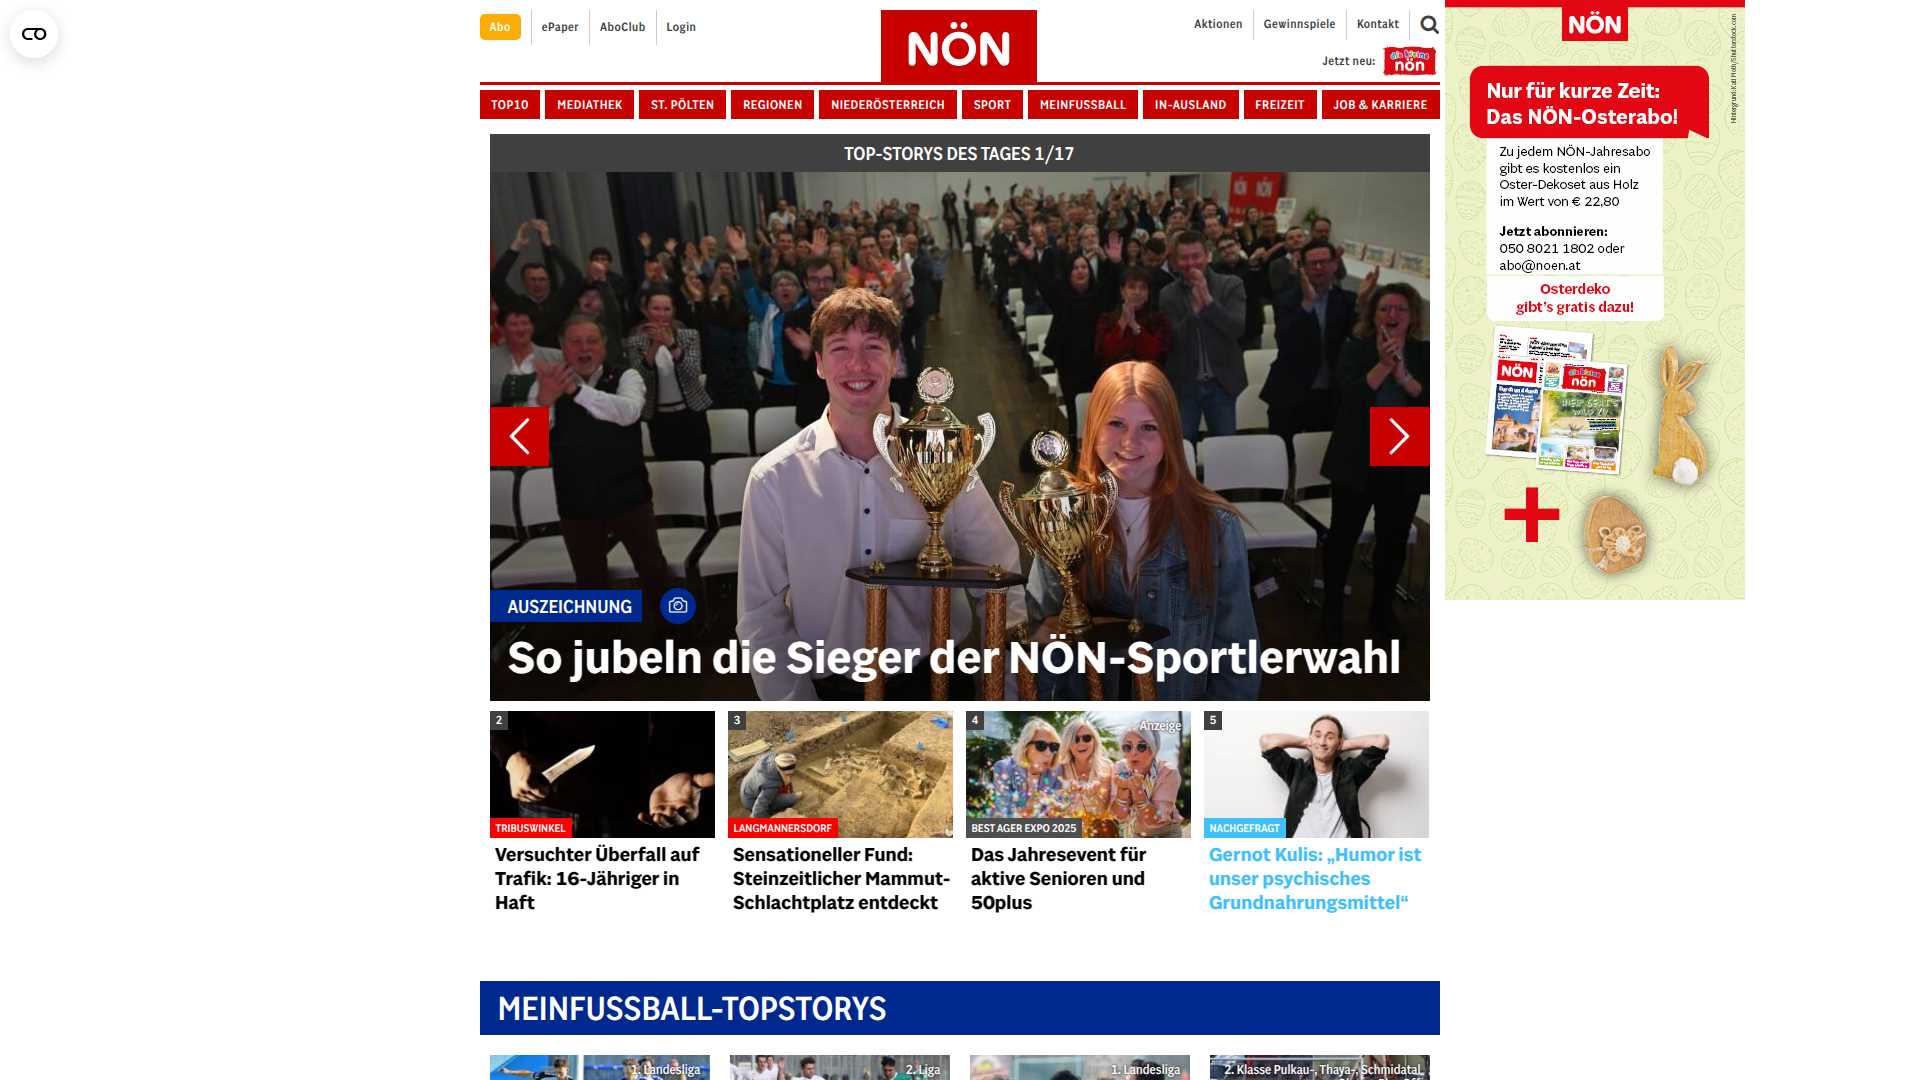 Abo
ePaper
AboClub
Login
NÖN
Aktionen
Gewinnspiele
Kontakt
Jetzt neu:
die kleine
nön
TOP10
MEDIATHEK
ST. PÖLTEN
REGIONEN
NIEDERÖSTERREICH
SPORT
MEINFUSSBALL
IN-AUSLAND
FREIZEIT
JOB & KARRIERE
TOP-STORYS DES TAGES 1/17
NÖN
NÖN
AUSZEICHNUNG
So jubeln die Sieger der NÖN-Sportlerwahl
2
TRIBUSWINKEL
Versuchter Überfall auf
Trafik: 16-Jähriger in
Haft
3
LANGMANNERSDORF
Sensationeller Fund:
Steinzeitlicher Mammut-
Schlachtplatz entdeckt
4
Anzeige
BEST AGER EXPO 2025
Das Jahresevent für
aktive Senioren und
50plus
5
NACHGEFRAGT
Gernot Kulis: „Humor ist
unser psychisches
Grundnahrungsmittel“
MEINFUSSBALL-TOPSTORYS
1. Landesliga
2. Liga
1. Landesliga
2. Klasse Pulkau-, Thaya-, Schmidatal,
NÖN
Nur für kurze Zeit:
Das NÖN-Osterabo!
Zu jedem NÖN-Jahresabo
gibt es kostenlos ein
Oster-Dekoset aus Holz
im Wert von € 22,80
Jetzt abonnieren:
050 8021 1802 oder
abo@noen.at
Osterdeko
gibt's gratis dazu!
NÖN
die kleine
nön
+